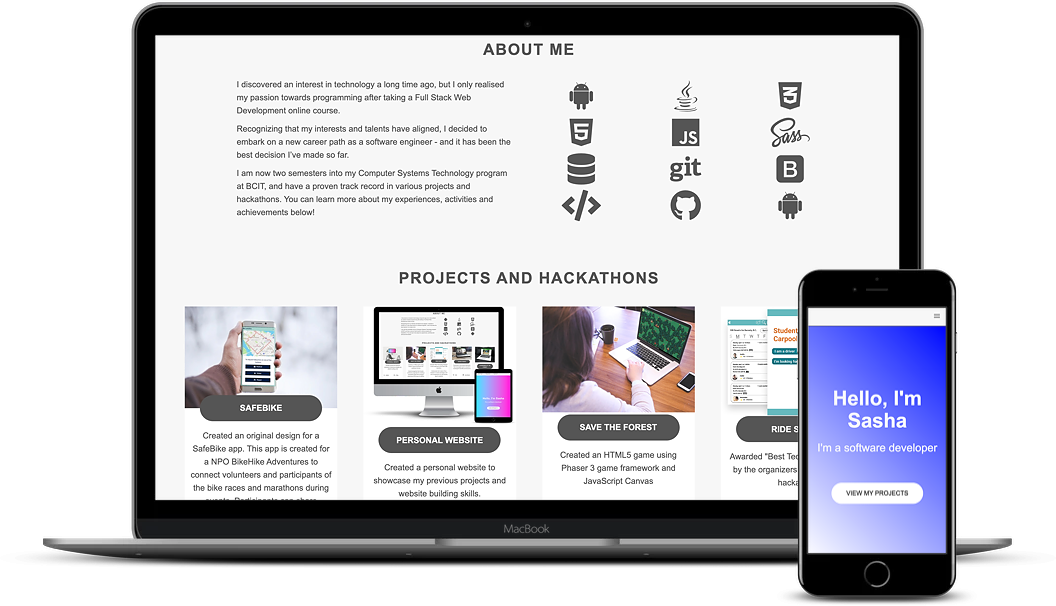 ABOUT ME
I discovered an interest in technology a long time ago, but I only realised
my passion towards programming after taking a Full Stack Web
Development online course.
Recognizing that my interests and talents have aligned, I decided to
embark on a new career path as a software engineer - and it has been the
best decision I've made so far.
I am now two semesters into my Computer Systems Technology program
at BCIT, and have a proven track record in various projects and
hackathons. You can learn more about my experiences, activities and
achievements below!
JS
Sass
git
B
PROJECTS AND HACKATHONS
SAFEBIKE
Created an original design for a
SafeBike app. This app is created for
a NPO BikeHike Adventures to
connect volunteers and participants of
the bike races and marathons during
events. Participants can share
PERSONAL WEBSITE
Created a personal website to
showcase my previous projects and
website building skills.
SAVE THE FOREST
Created an HTML5 game using
Phaser 3 game framework and
JavaScript Canvas
Student
Carpool
I am a driver
RIDE S
Awarded "Best Tec
by the organizers
hacka
MacBook
Hello, I'm
Sasha
I'm a software developer
VIEW MY PROJECTS